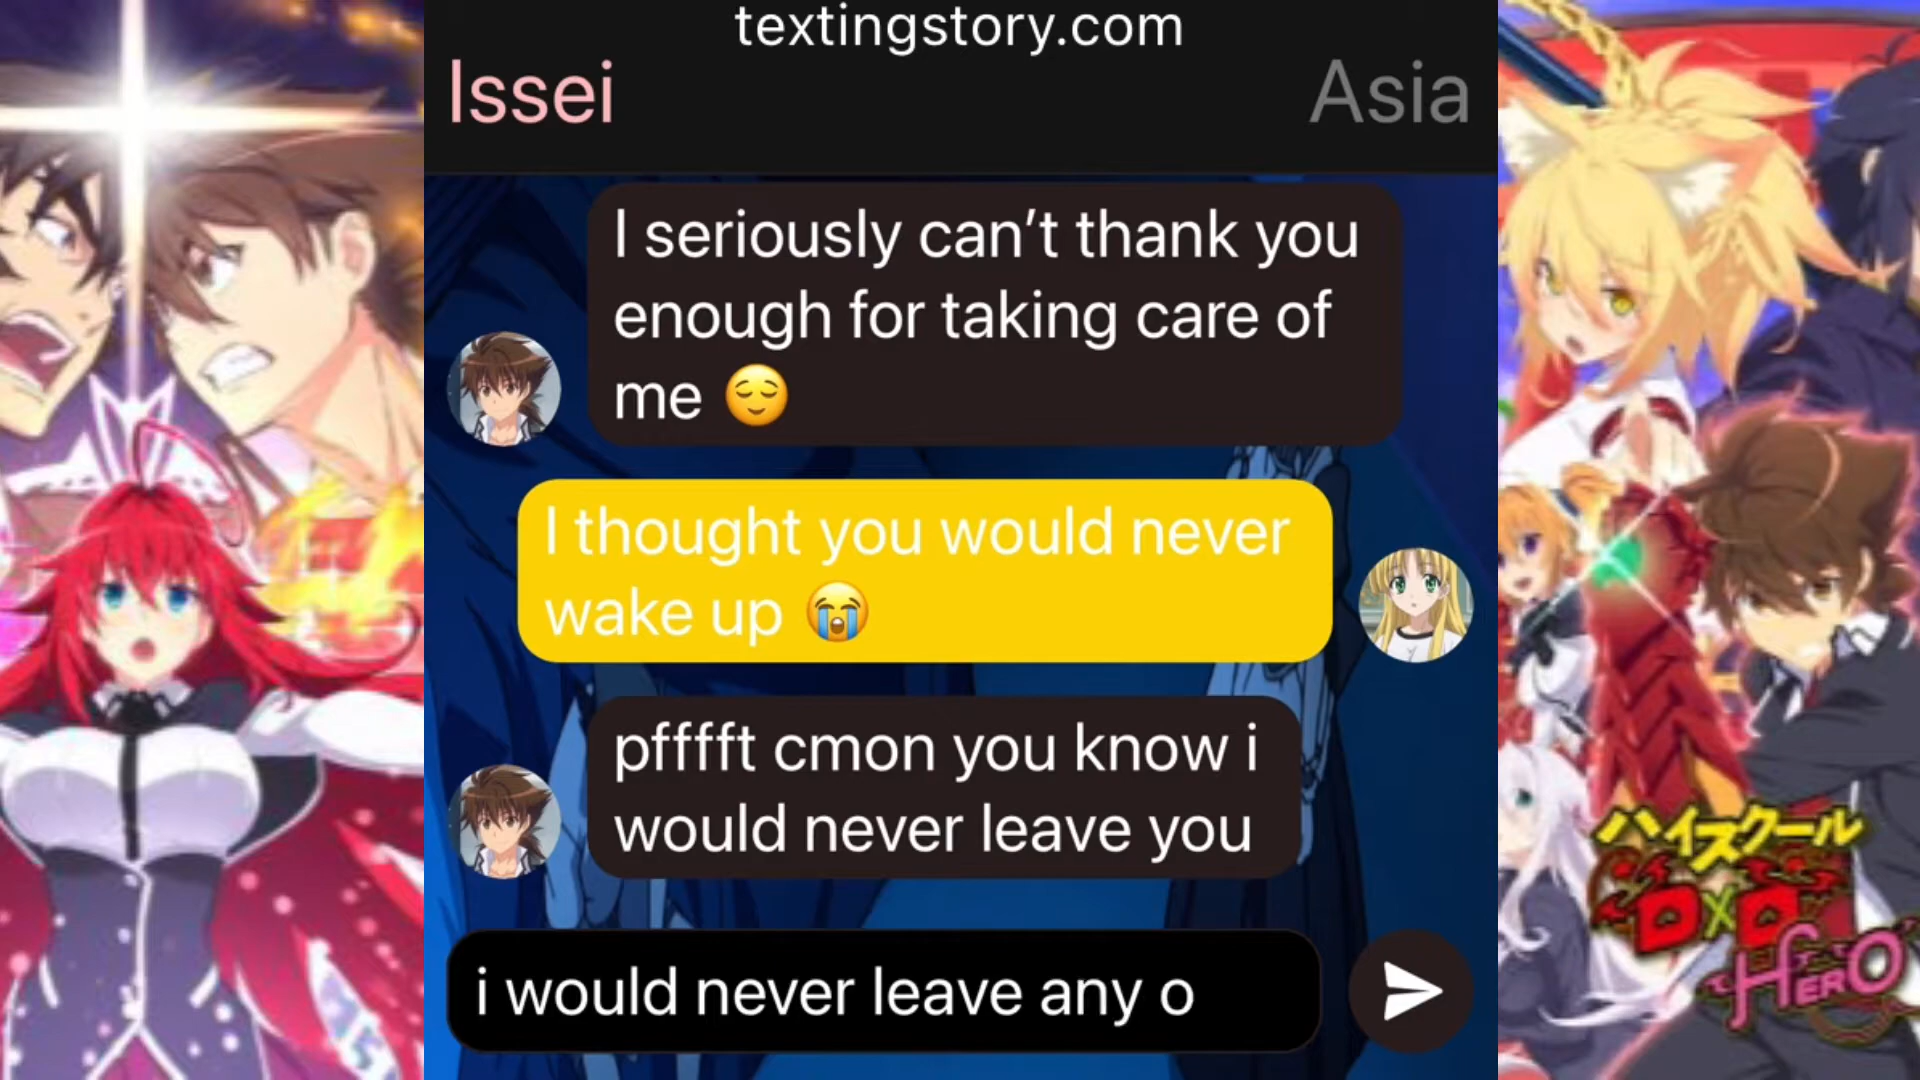 textingstory.com
Issei
Asia
I seriously can’t thank you
enough for taking care of
me 😌
I thought you would never
wake up 😭
pfffft cmon you know i
would never leave you
i would never leave any o
ハイスクール
D×D
HERO